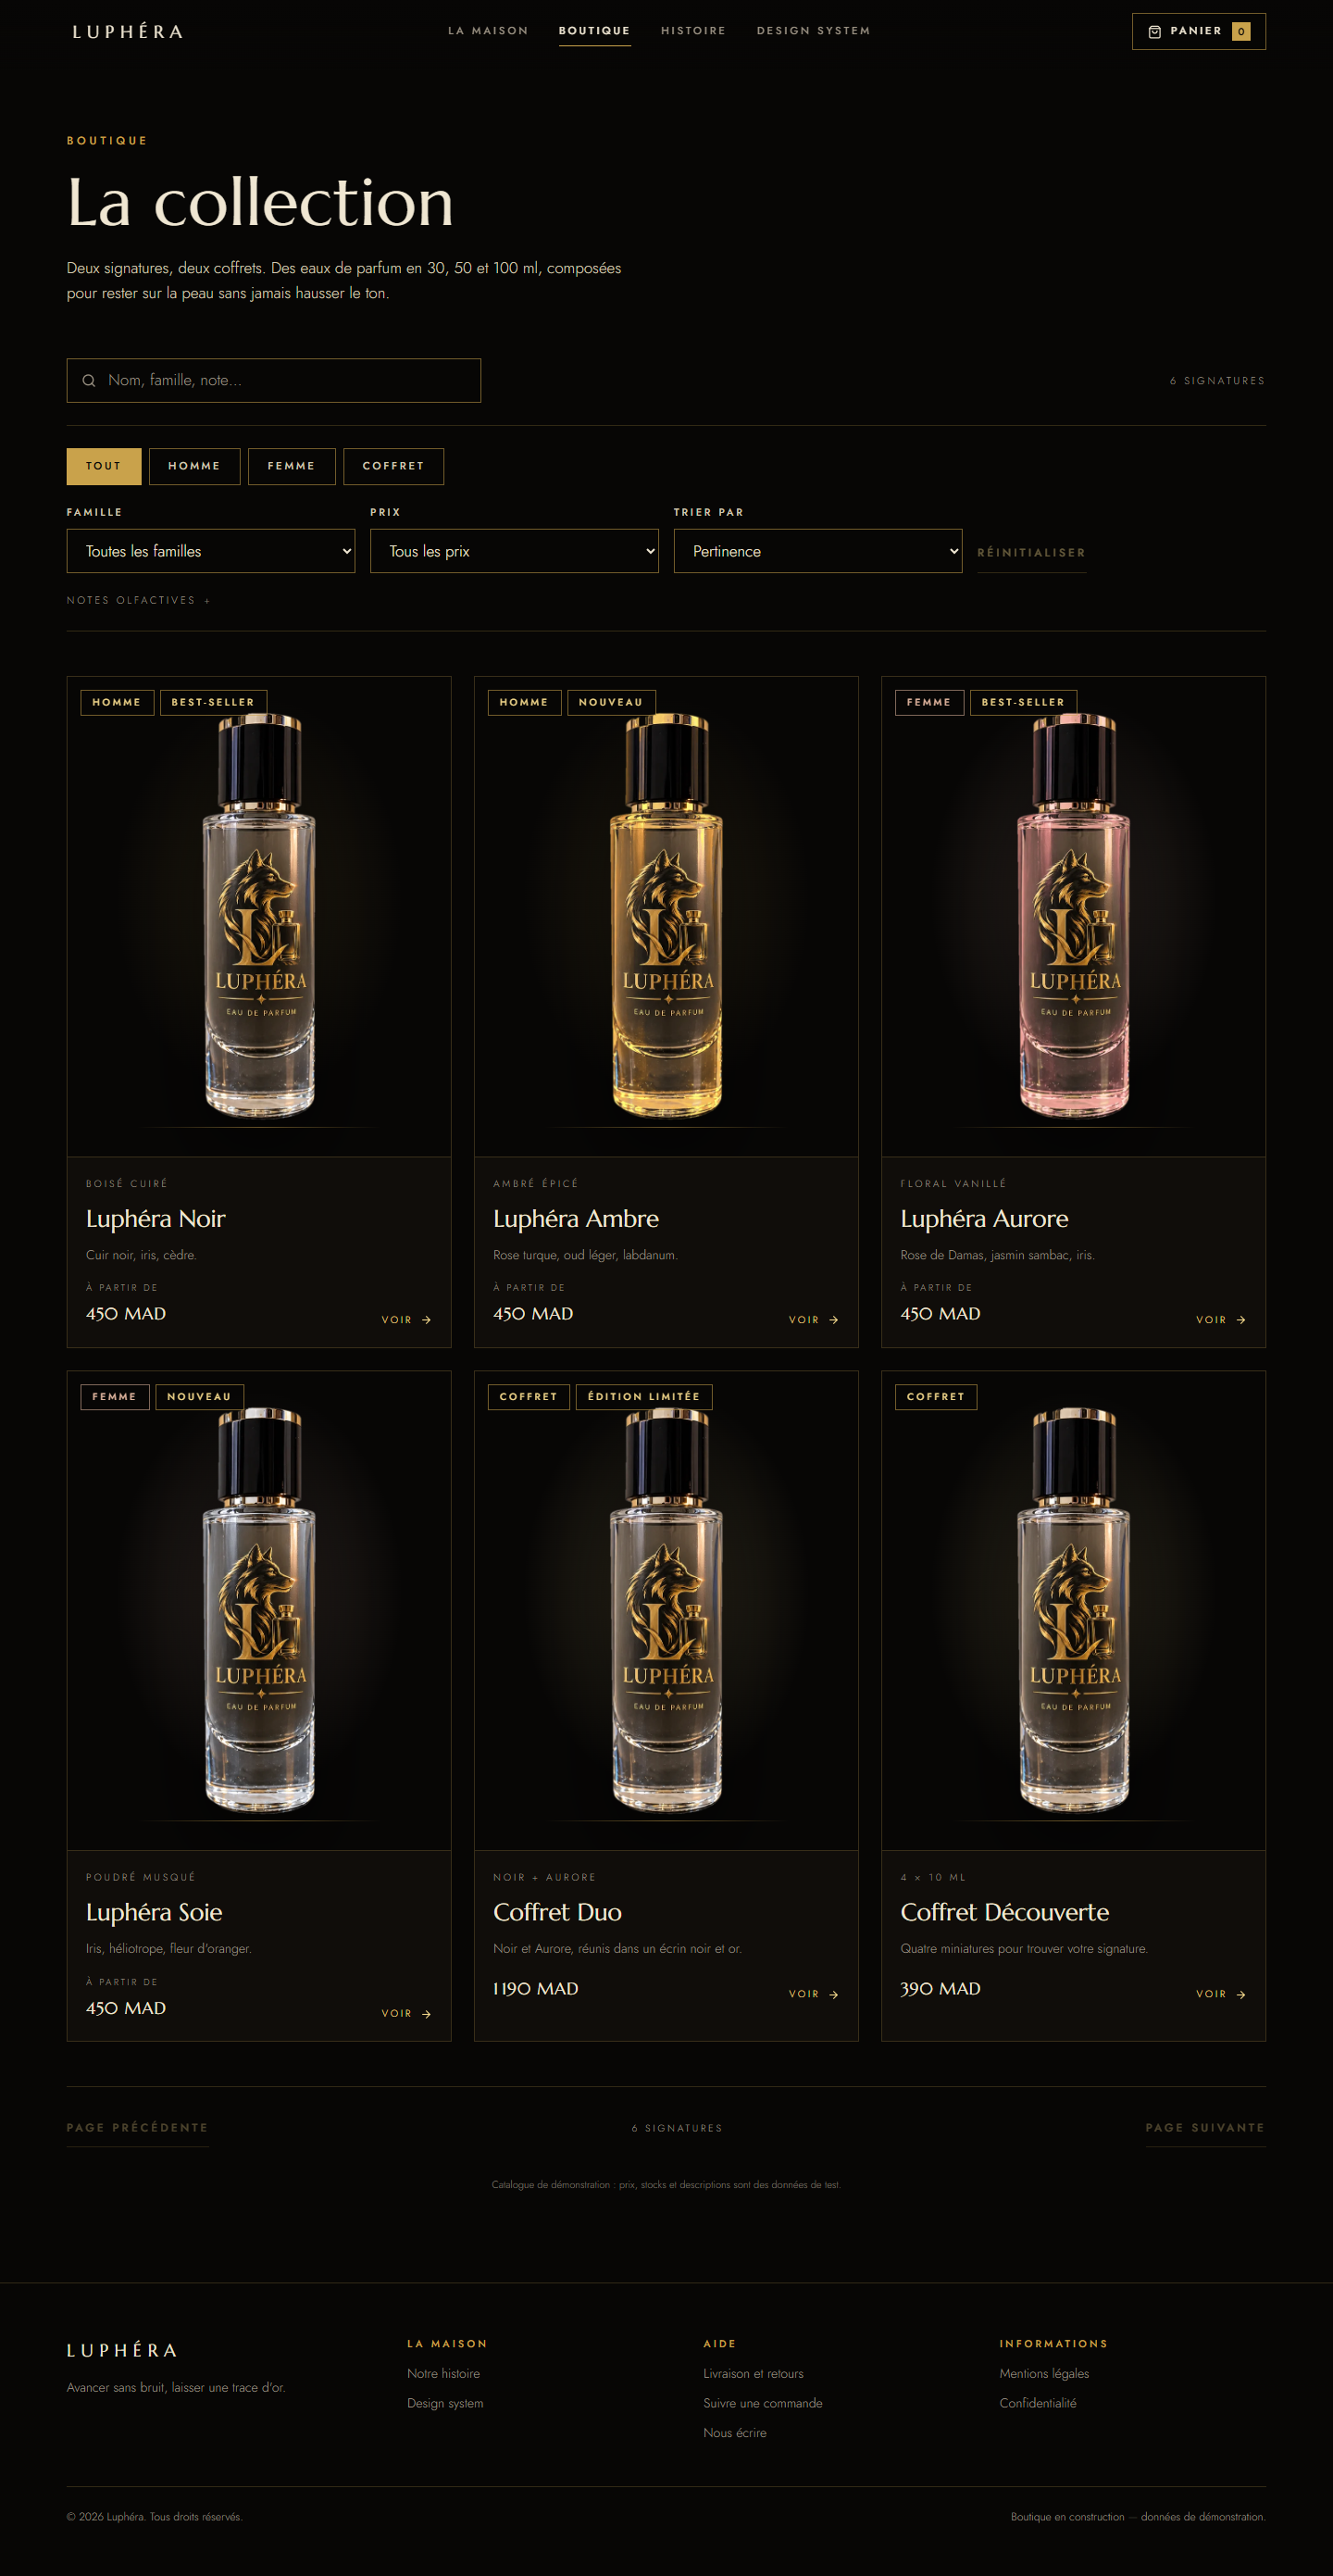 LUPHÉRA
LA MAISON
BOUTIQUE
HISTOIRE
DESIGN SYSTEM
PANIER 0
BOUTIQUE
La collection
Deux signatures, deux coffrets. Des eaux de parfum en 30, 50 et 100 ml, composées
pour rester sur la peau sans jamais hausser le ton.
Nom, famille, note...
6 SIGNATURES
TOUT
HOMME
FEMME
COFFRET
FAMILLE
PRIX
TRIER PAR
Toutes les familles
Tous les prix
Pertinence
RÉINITIALISER
NOTES OLFACTIVES +
HOMME
BEST-SELLER
LUPHÉRA
EAU DE PARFUM
BOISÉ CUIRÉ
Luphéra Noir
Cuir noir, iris, cèdre.
À PARTIR DE
450 MAD
VOIR →
HOMME
NOUVEAU
LUPHÉRA
EAU DE PARFUM
AMBRÉ ÉPICÉ
Luphéra Ambre
Rose turque, oud léger, labdanum.
À PARTIR DE
450 MAD
VOIR →
FEMME
BEST-SELLER
LUPHÉRA
EAU DE PARFUM
FLORAL VANILLÉ
Luphéra Aurore
Rose de Damas, jasmin sambac, iris.
À PARTIR DE
450 MAD
VOIR →
FEMME
NOUVEAU
LUPHÉRA
EAU DE PARFUM
POUDRÉ MUSQUÉ
Luphéra Soie
Iris, héliotrope, fleur d'oranger.
À PARTIR DE
450 MAD
VOIR →
COFFRET
ÉDITION LIMITÉE
LUPHÉRA
EAU DE PARFUM
NOIR + AURORE
Coffret Duo
Noir et Aurore, réunis dans un écrin noir et or.
1 190 MAD
VOIR →
COFFRET
LUPHÉRA
EAU DE PARFUM
4 × 10 ML
Coffret Découverte
Quatre miniatures pour trouver votre signature.
390 MAD
VOIR →
PAGE PRÉCÉDENTE
6 SIGNATURES
PAGE SUIVANTE
Catalogue de démonstration : prix, stocks et descriptions sont des données de test.
LUPHÉRA
Avancer sans bruit, laisser une trace d'or.
LA MAISON
Notre histoire
Design system
AIDE
Livraison et retours
Suivre une commande
Nous écrire
INFORMATIONS
Mentions légales
Confidentialité
© 2026 Luphéra. Tous droits réservés.
Boutique en construction — données de démonstration.